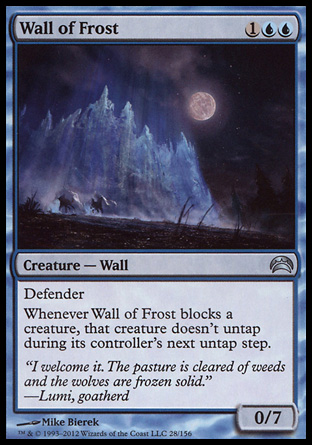 Wall of Frost 1
Creature — Wall
Defender
Whenever Wall of Frost blocks a
creature, that creature doesn't untap
during its controller's next untap step.
"I welcome it. The pasture is cleared of weeds
and the wolves are frozen solid."
—Lumi, goatherd
Mike Bierek
™ & © 1993–2012 Wizards of the Coast LLC 28/156
0/7